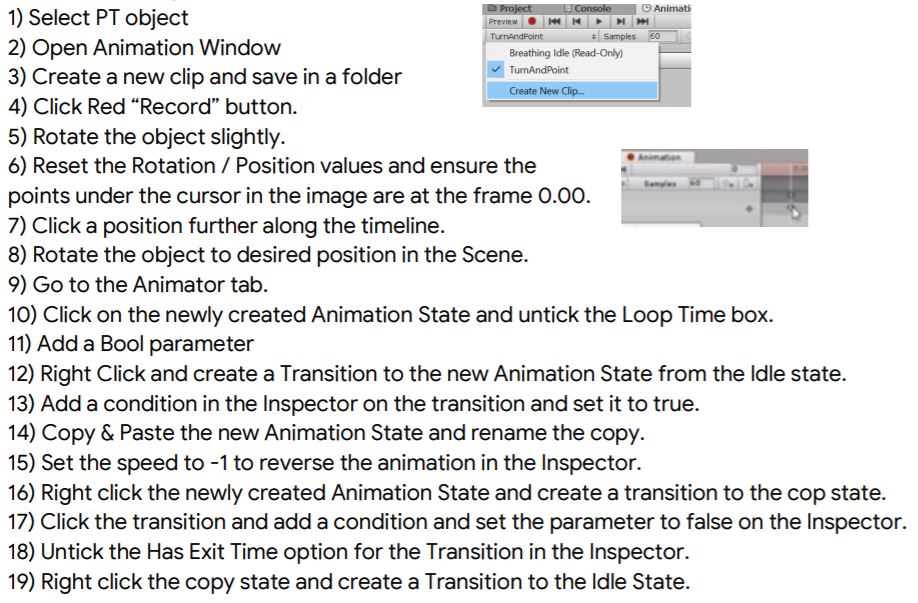 1) Select PT object
2) Open Animation Window
3) Create a new clip and save in a folder
4) Click Red “Record” button.
5) Rotate the object slightly.
6) Reset the Rotation / Position values and ensure the
points under the cursor in the image are at the frame 0.00.
7) Click a position further along the timeline.
8) Rotate the object to desired position in the Scene.
9) Go to the Animator tab.
10) Click on the newly created Animation State and untick the Loop Time box.
11) Add a Bool parameter
12) Right Click and create a Transition to the new Animation State from the Idle state.
13) Add a condition in the Inspector on the transition and set it to true.
14) Copy & Paste the new Animation State and rename the copy.
15) Set the speed to -1 to reverse the animation in the Inspector.
16) Right click the newly created Animation State and create a transition to the cop state.
17) Click the transition and add a condition and set the parameter to false on the Inspector.
18) Untick the Has Exit Time option for the Transition in the Inspector.
19) Right click the copy state and create a Transition to the Idle State.
Project Console Animati
Preview
TurnAndPoint Samples 60
Breathing Idle (Read-Only)
TurnAndPoint
Create New Clip...
Animation
0
Samples 60